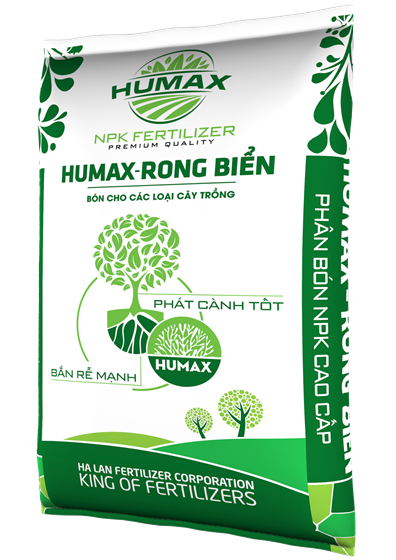 HUMAX
NPK FERTILIZER
PREMIUM QUALITY
HUMAX-RONG BIỂN
BÓN CHO CÁC LOẠI CÂY TRỒNG
PHÁT CÀNH TỐT
HUMAX
BẮN RỄ MẠNH
HA LAN FERTILIZER CORPORATION
KING OF FERTILIZERS
HUMAX - RONG BIỂN
PHÂN BÓN NPK CAO CẤP